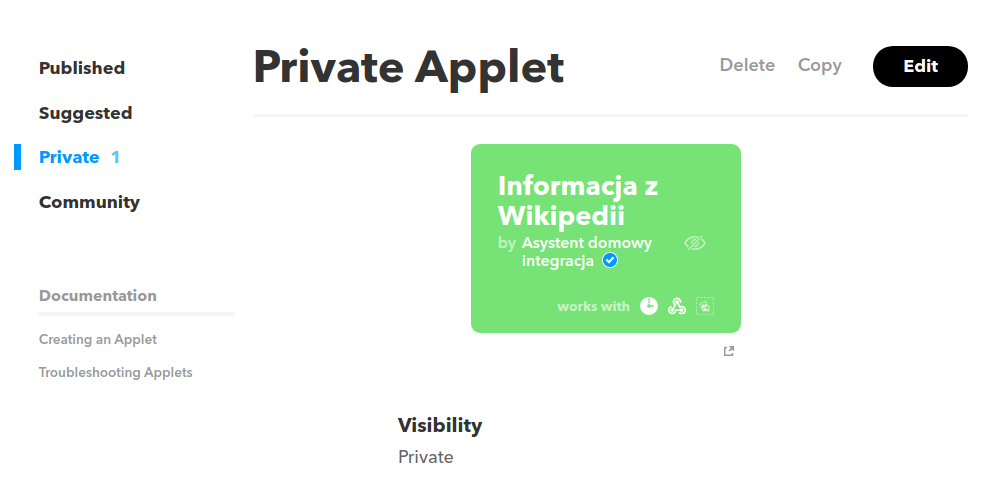 Published
Suggested
Private 1
Community
Documentation
Creating an Applet
Troubleshooting Applets
Private Applet
Delete
Copy
Edit
Informacja z
Wikipedii
by Asystent domowy
integracja
works with
Visibility
Private